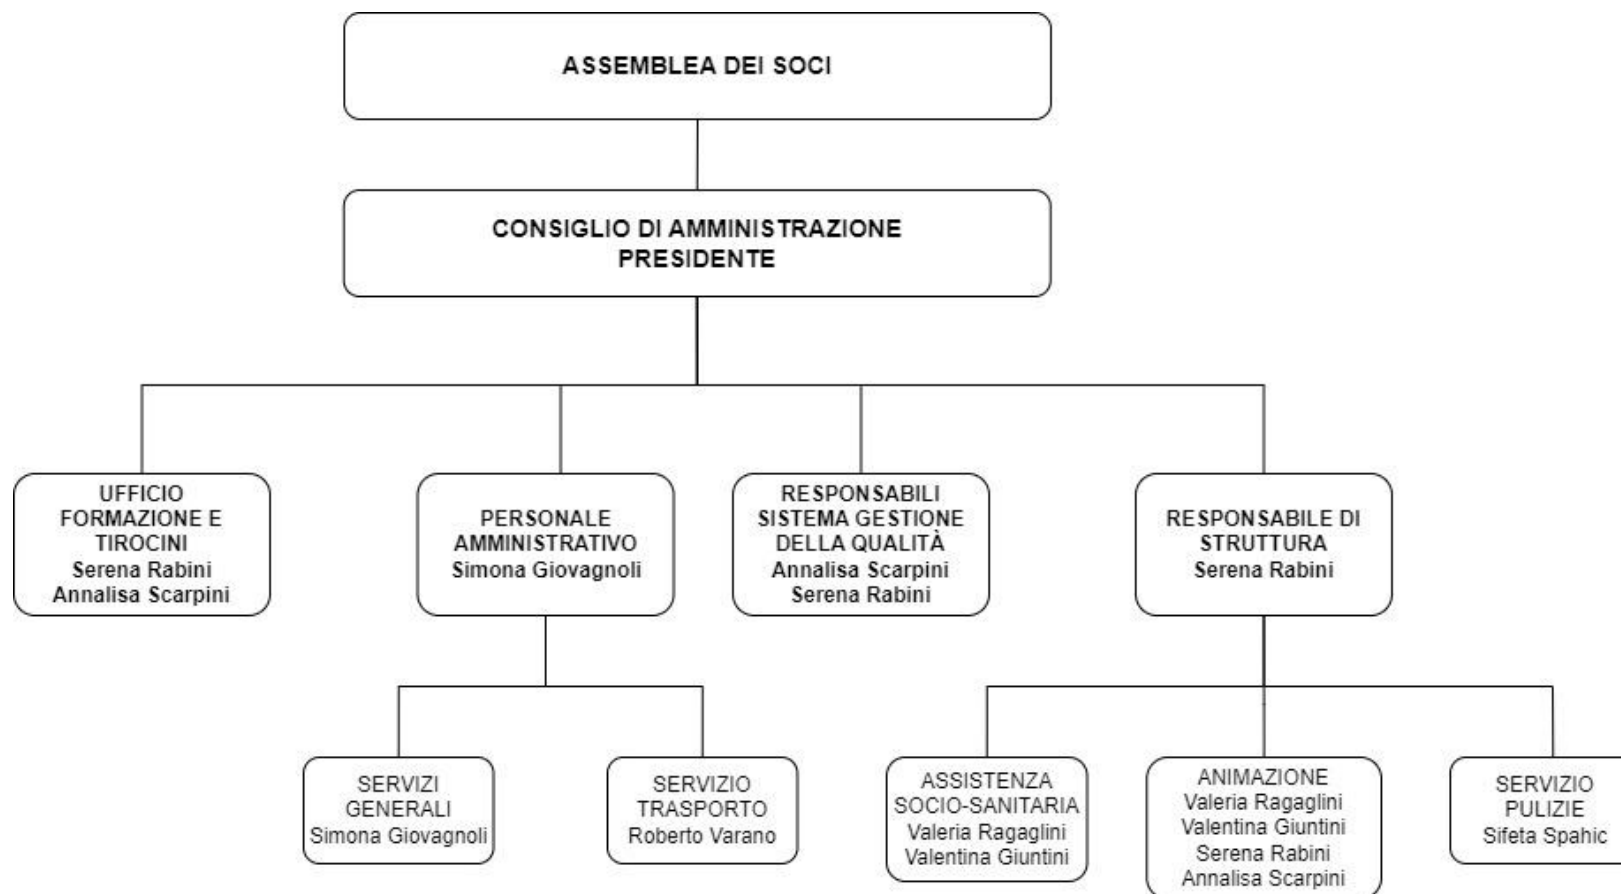 ASSEMBLEA DEI SOCI
CONSIGLIO DI AMMINISTRAZIONE
PRESIDENTE
UFFICIO
FORMAZIONE E
TIROCINI
Serena Rabini
Annalisa Scarpini
PERSONALE
AMMINISTRATIVO
Simona Giovagnoli
RESPONSABILI
SISTEMA GESTIONE
DELLA QUALITÀ
Annalisa Scarpini
Serena Rabini
RESPONSABILE DI
STRUTTURA
Serena Rabini
SERVIZI
GENERALI
Simona Giovagnoli
SERVIZIO
TRASPORTO
Roberto Varano
ASSISTENZA
SOCIO-SANITARIA
Valeria Ragaglini
Valentina Giuntini
ANIMAZIONE
Valeria Ragaglini
Valentina Giuntini
Serena Rabini
Annalisa Scarpini
SERVIZIO
PULIZIE
Sifeta Spahic